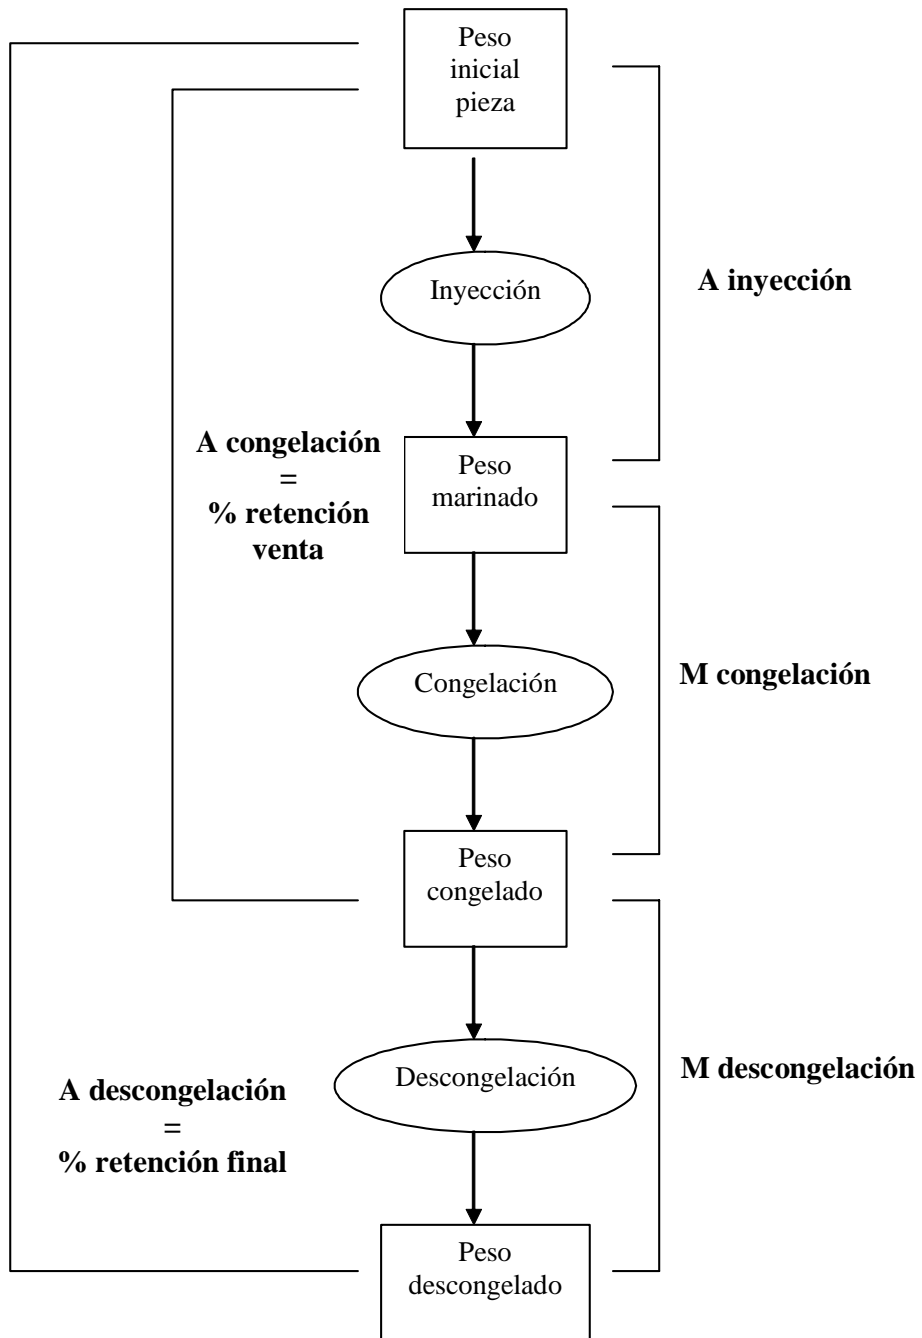 Peso
inicial
pieza
A inyección
Inyección
A congelación
=
% retención
venta
Peso
marinado
M congelación
Congelación
Peso
congelado
M descongelación
Descongelación
A descongelación
=
% retención final
Peso
descongelado